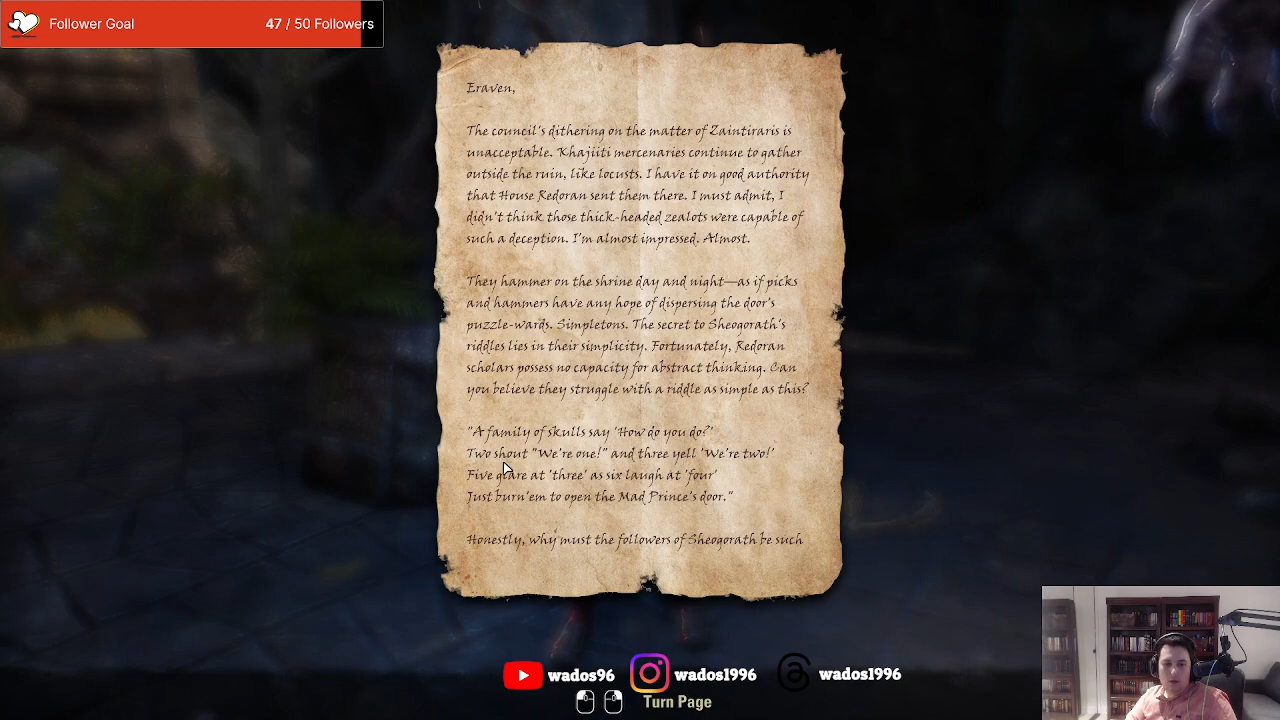 Follower Goal
47 / 50 Followers
Eraven,
The council's dithering on the matter of Zaintiraris is
unacceptable. Khajiiti mercenaries continue to gather
outside the ruin, like locusts. I have it on good authority
that House Redoran sent them there. I must admit, I
didn't think those thick-headed zealots were capable of
such a deception. I'm almost impressed. Almost.
They hammer on the shrine day and night—as if picks
and hammers have any hope of dispersing the door's
puzzle-wards. Simpletons. The secret to Sheogorath's
riddles lies in their simplicity. Fortunately, Redoran
scholars possess no capacity for abstract thinking. Can
you believe they struggle with a riddle as simple as this?
"A family of skulls say 'How do you do?'
Two shout "We're one!" and three yell 'We're two!'
Five glare at 'three' as six laugh at 'four'
Just burn'em to open the Mad Prince's door."
Honestly, why must the followers of Sheogorath be such
wados96
wados1996
wados1996
Turn Page